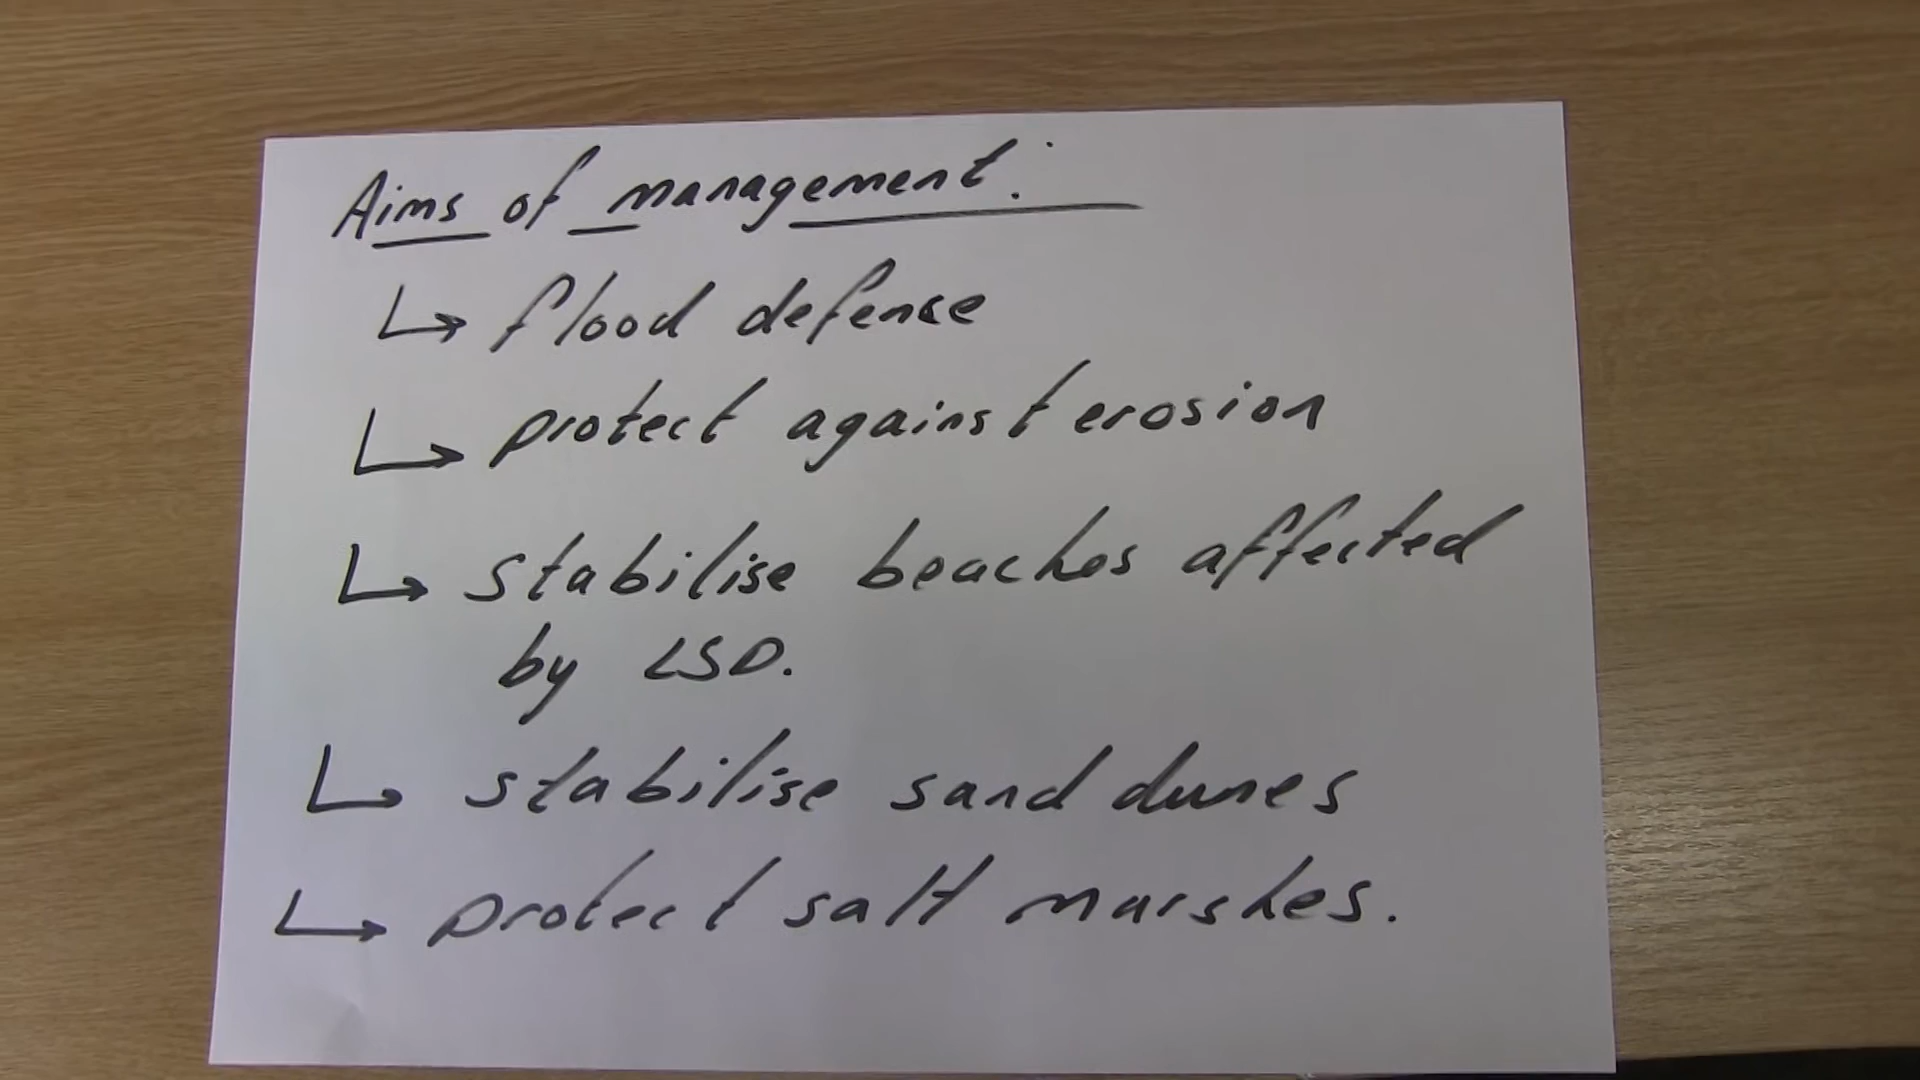 Aims of management:
↳ flood defense
↳ protect against erosion
↳ stabilise beaches affected
by LSD.
↳ stabilise sand dunes
↳ protect salt marshes.